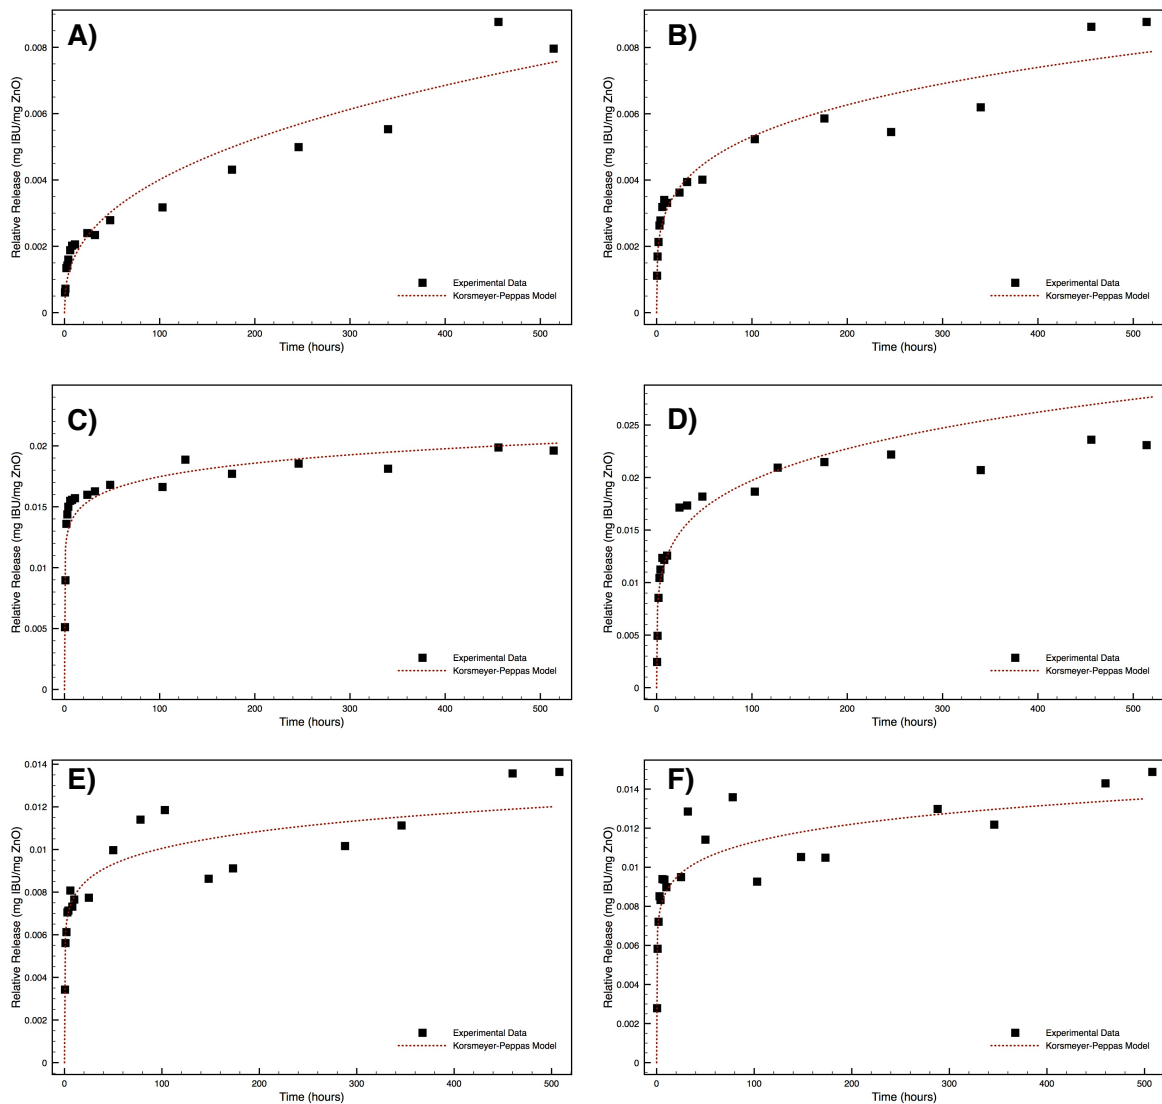 A)
Relative Release (mg IBU/mg ZnO)
0.008
0.006
0.004
0.002
0
Experimental Data
Korsmeyer-Peppas Model
0 100 200 300 400 500
Time (hours)
B)
Relative Release (mg IBU/mg ZnO)
0.008
0.006
0.004
0.002
0
Experimental Data
Korsmeyer-Peppas Model
0 100 200 300 400 500
Time (hours)
C)
Relative Release (mg IBU/mg ZnO)
0.02
0.015
0.01
0.005
0
Experimental Data
Korsmeyer-Peppas Model
0 100 200 300 400 500
Time (hours)
D)
Relative Release (mg IBU/mg ZnO)
0.025
0.02
0.015
0.01
0.005
0
Experimental Data
Korsmeyer-Peppas Model
0 100 200 300 400 500
Time (hours)
E)
Relative Release (mg IBU/mg ZnO)
0.014
0.012
0.01
0.008
0.006
0.004
0.002
0
Experimental Data
Korsmeyer-Peppas Model
0 100 200 300 400 500
Time (hours)
F)
Relative Release (mg IBU/mg ZnO)
0.014
0.012
0.01
0.008
0.006
0.004
0.002
0
Experimental Data
Korsmeyer-Peppas Model
0 100 200 300 400 500
Time (hours)